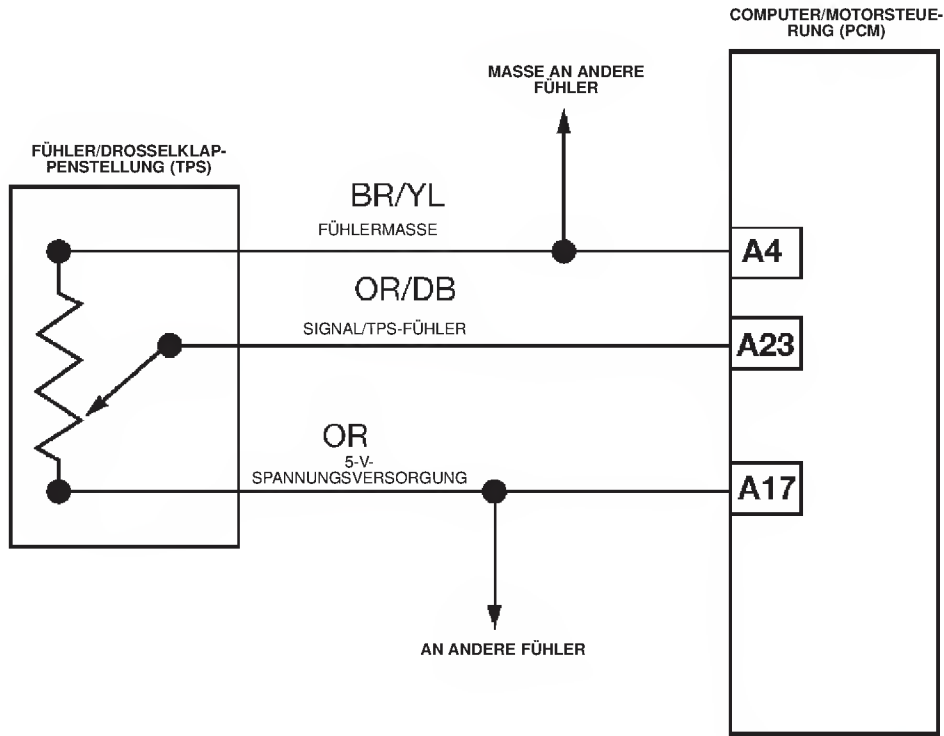 COMPUTER/MOTORSTEUE-
RUNG (PCM)
MASSE AN ANDERE
FÜHLER
FÜHLER/DROSSELKLAP-
PENSTELLUNG (TPS)
BR/YL
FÜHLERMASSE
A4
OR/DB
SIGNAL/TPS-FÜHLER
A23
OR
5-V-
SPANNUNGSVERSORGUNG
A17
AN ANDERE FÜHLER